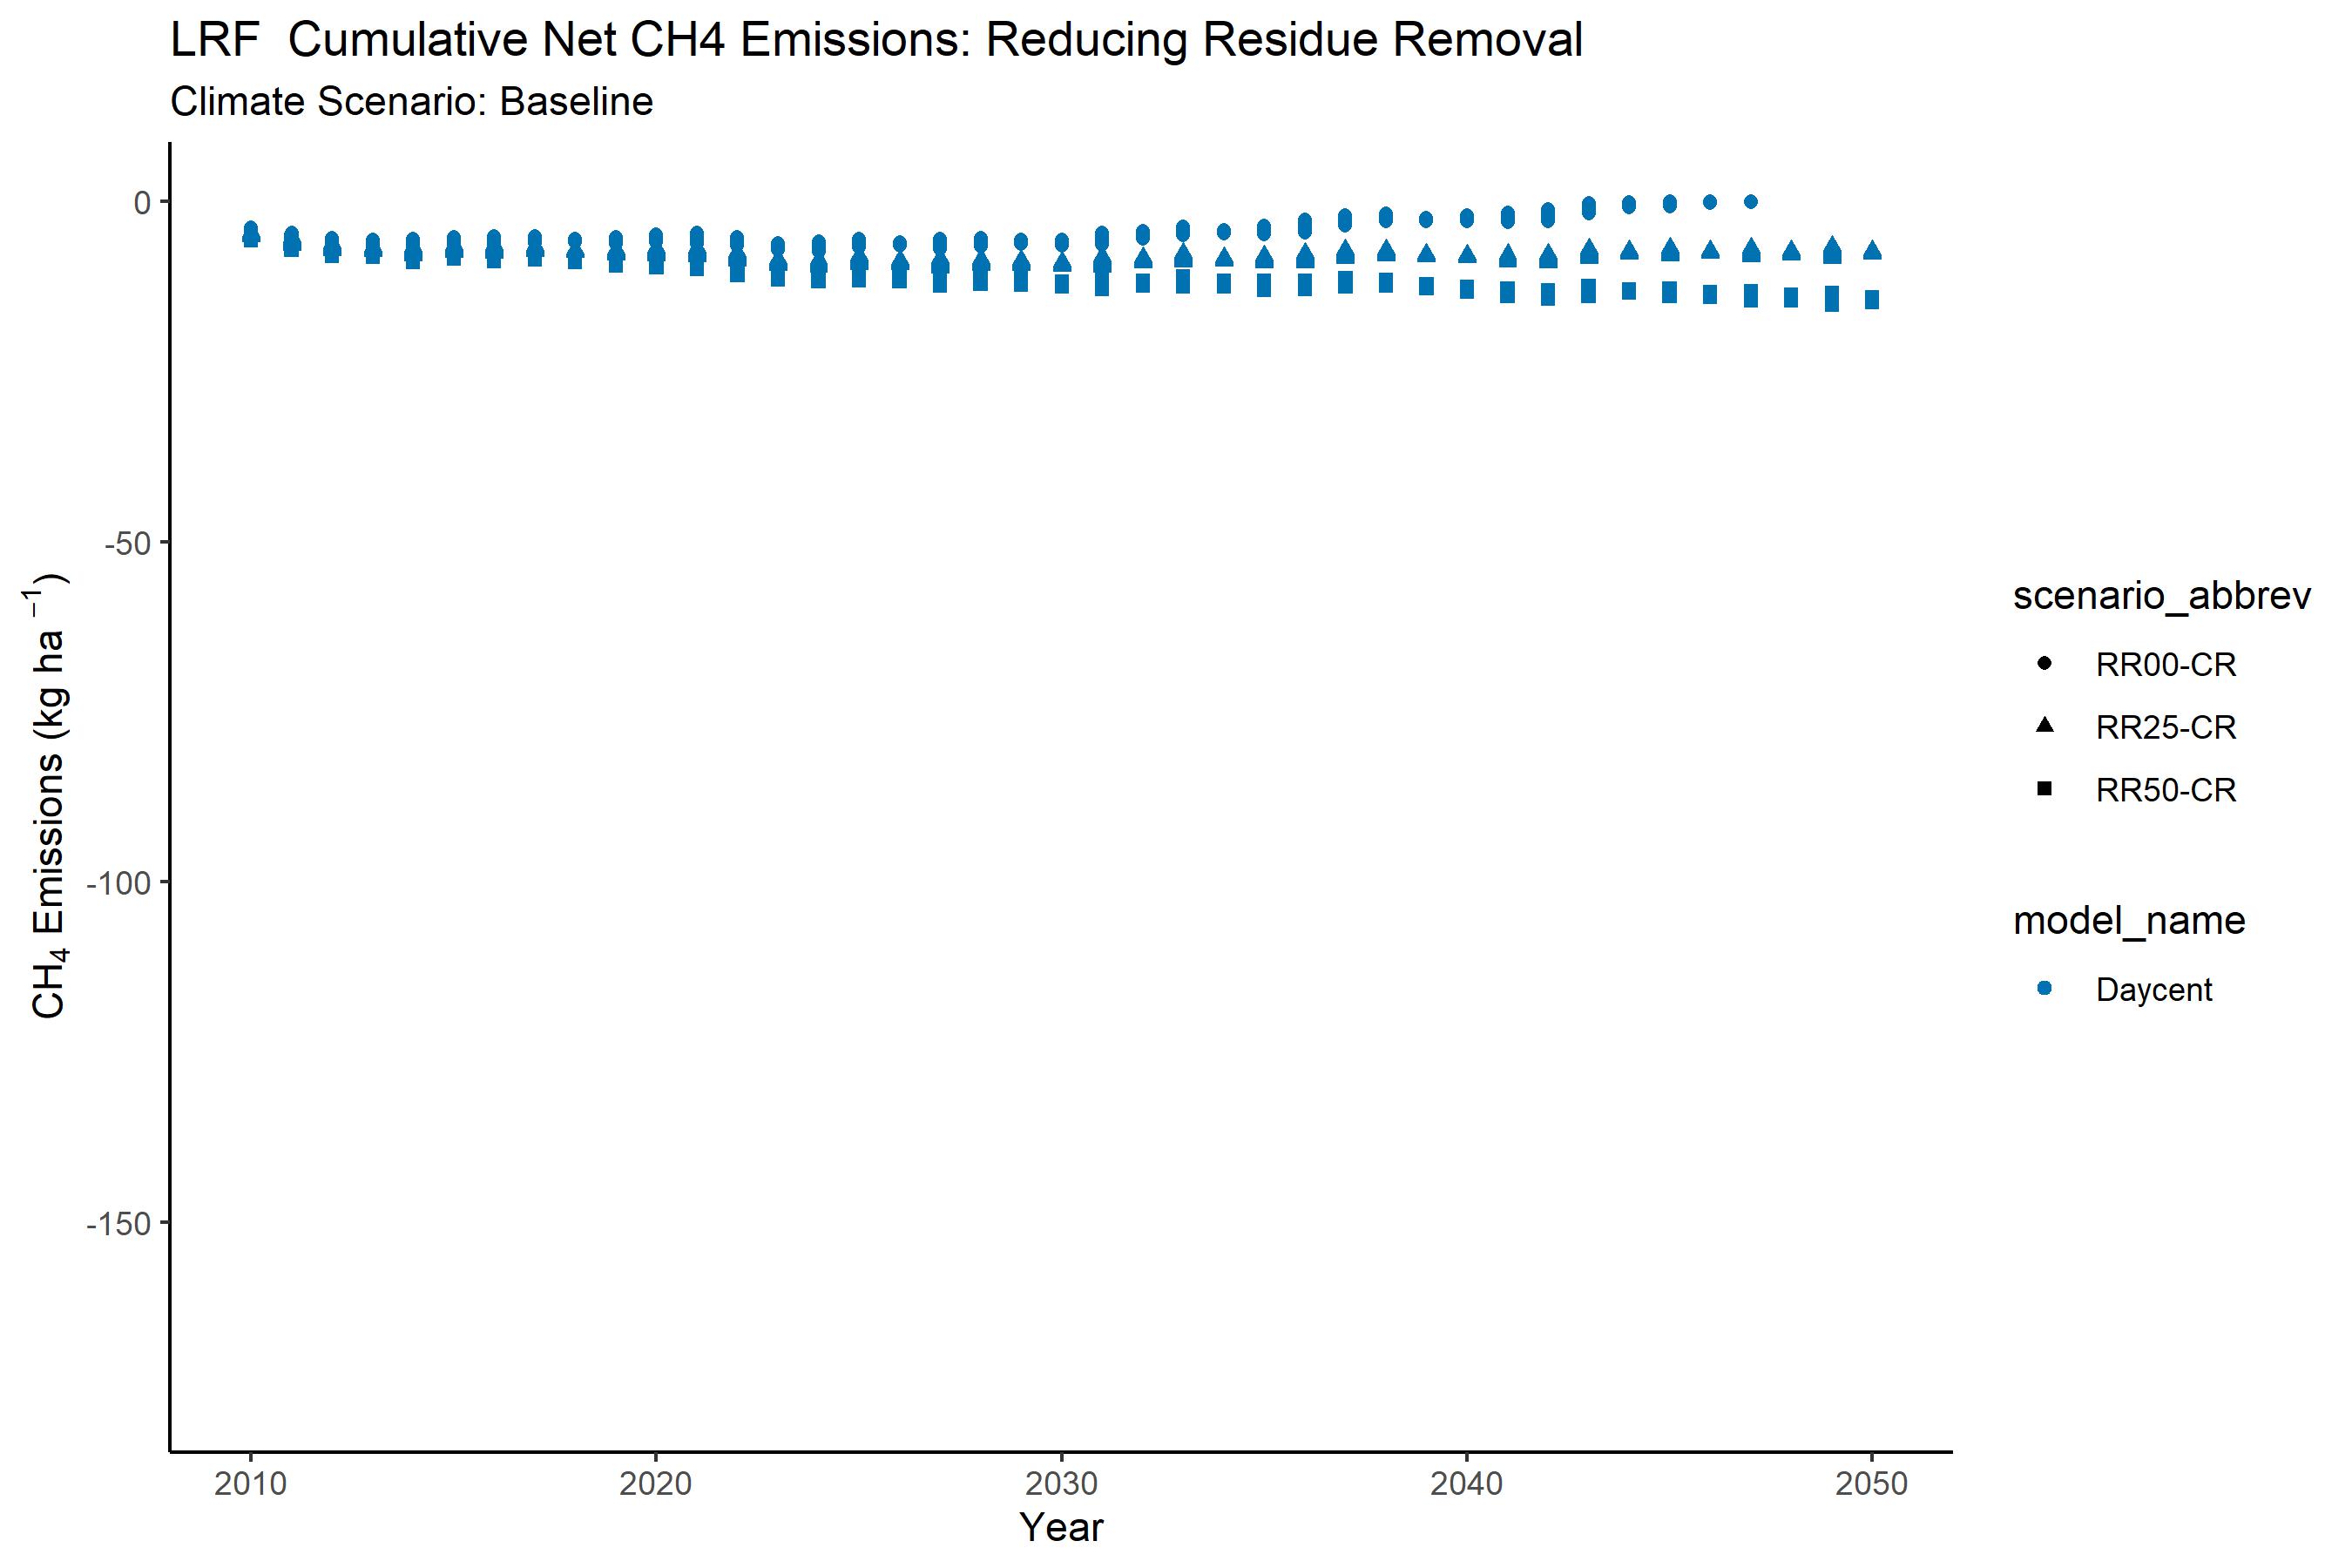 LRF  Cumulative Net CH4 Emissions: Reducing Residue Removal
Climate Scenario: Baseline
CH₄ Emissions (kg ha ⁻¹)
0
-50
-100
-150
2010
2020
2030
2040
2050
Year
scenario_abbrev
RR00-CR
RR25-CR
RR50-CR
model_name
Daycent